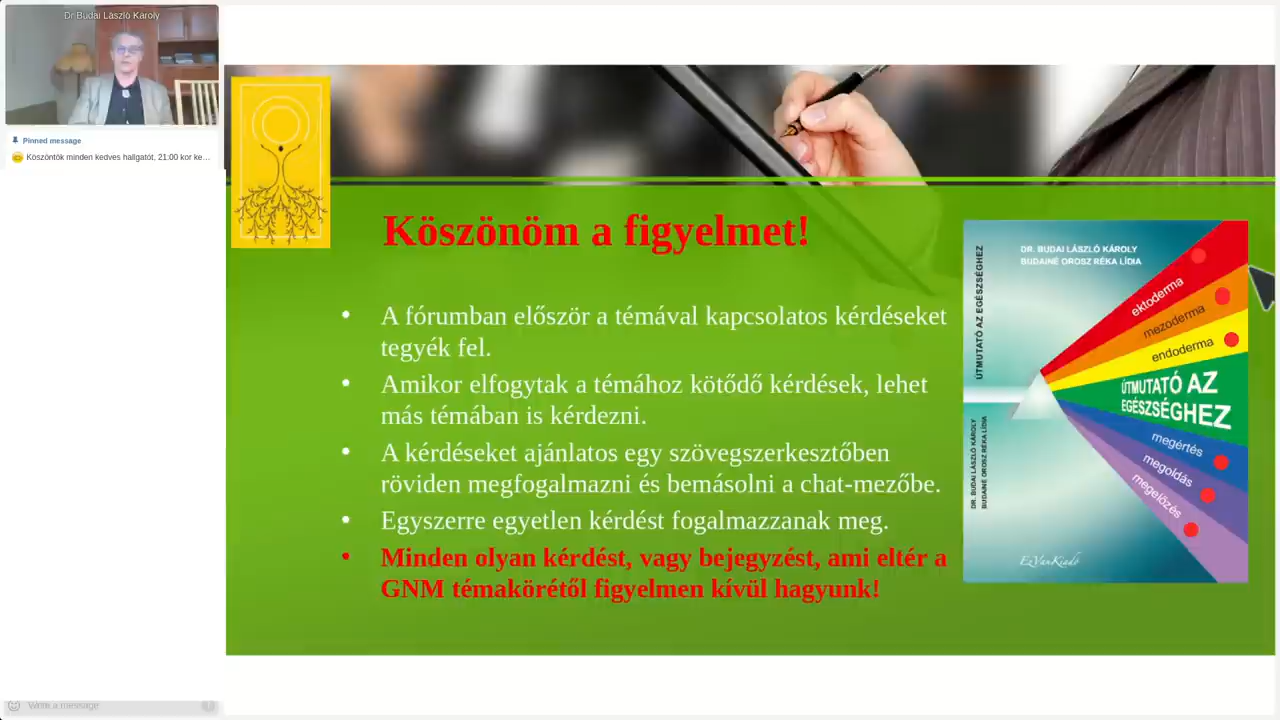 Dr Budai László Károly
Pinned message
Köszöntök minden kedves hallgatót, 21:00 kor ke...
Köszönöm a figyelmet!
• A fórumban először a témával kapcsolatos kérdéseket
tegyék fel.
• Amikor elfogytak a témához kötődő kérdések, lehet
más témában is kérdezni.
• A kérdéseket ajánlatos egy szövegszerkesztőben
röviden megfogalmazni és bemásolni a chat-mezőbe.
• Egyszerre egyetlen kérdést fogalmazzanak meg.
• Minden olyan kérdést, vagy bejegyzést, ami eltér a
GNM témakörétől figyelmen kívül hagyunk!
ÚTMUTATÓ AZ EGÉSZSÉGHEZ
DR. BUDAI LÁSZLÓ KÁROLY
BUDAINÉ OROSZ RÉKA LÍDIA
DR. BUDAI LÁSZLÓ KÁROLY
BUDAINÉ OROSZ RÉKA LÍDIA
ektoderma
mezoderma
endoderma
ÚTMUTATÓ AZ
EGÉSZSÉGHEZ
megértés
megoldás
megelőzés
EzVanKiadó
Write a message